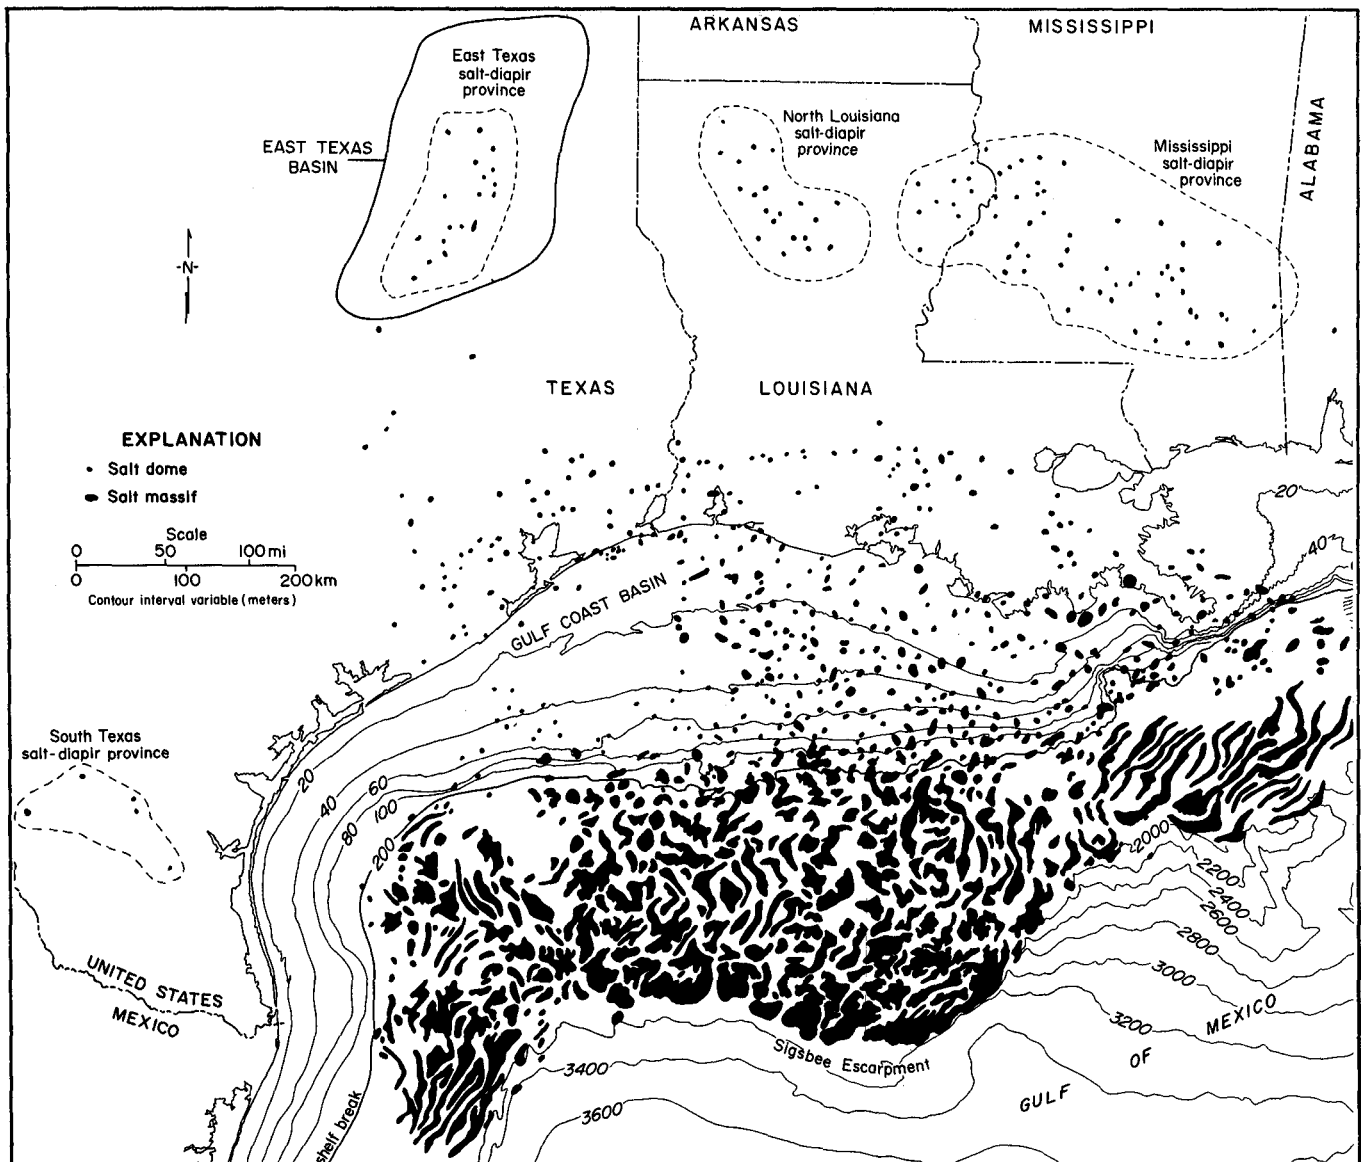 ARKANSAS
MISSISSIPPI
East Texas
salt-diapir
province
North Louisiana
salt-diapir
province
ALABAMA
EAST TEXAS
BASIN
Mississippi
salt-diapir
province
-N-
TEXAS
LOUISIANA
EXPLANATION
Salt dome
Salt massif
Scale
0 50 100 mi
0 100 200 km
Contour interval variable (meters)
20
40
GULF COAST BASIN
South Texas
salt-diapir province
20
40
60
80
100
200
2000
2200
2400
2600
2800
3000
3200
UNITED STATES
MEXICO
Sigsbee Escarpment
3400
3600
GULF
OF
MEXICO
shelf break